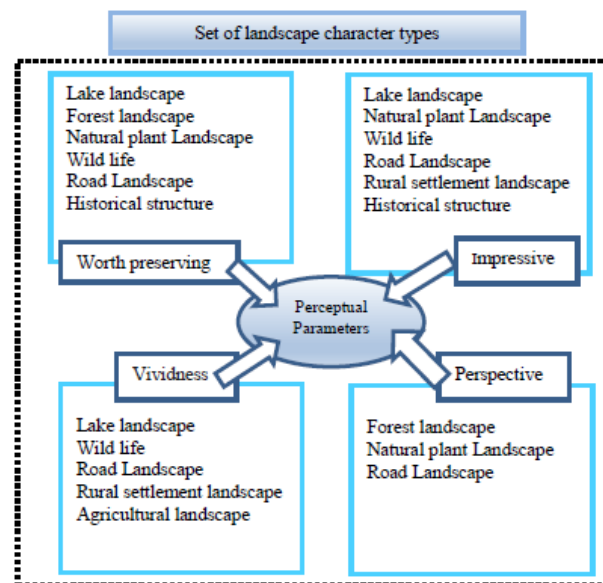 Set of landscape character types
Lake landscape
Forest landscape
Natural plant Landscape
Wild life
Road Landscape
Historical structure
Worth preserving
Lake landscape
Natural plant Landscape
Wild life
Road Landscape
Rural settlement landscape
Historical structure
Impressive
Perceptual
Parameters
Vividness
Lake landscape
Wild life
Road Landscape
Rural settlement landscape
Agricultural landscape
Perspective
Forest landscape
Natural plant Landscape
Road Landscape